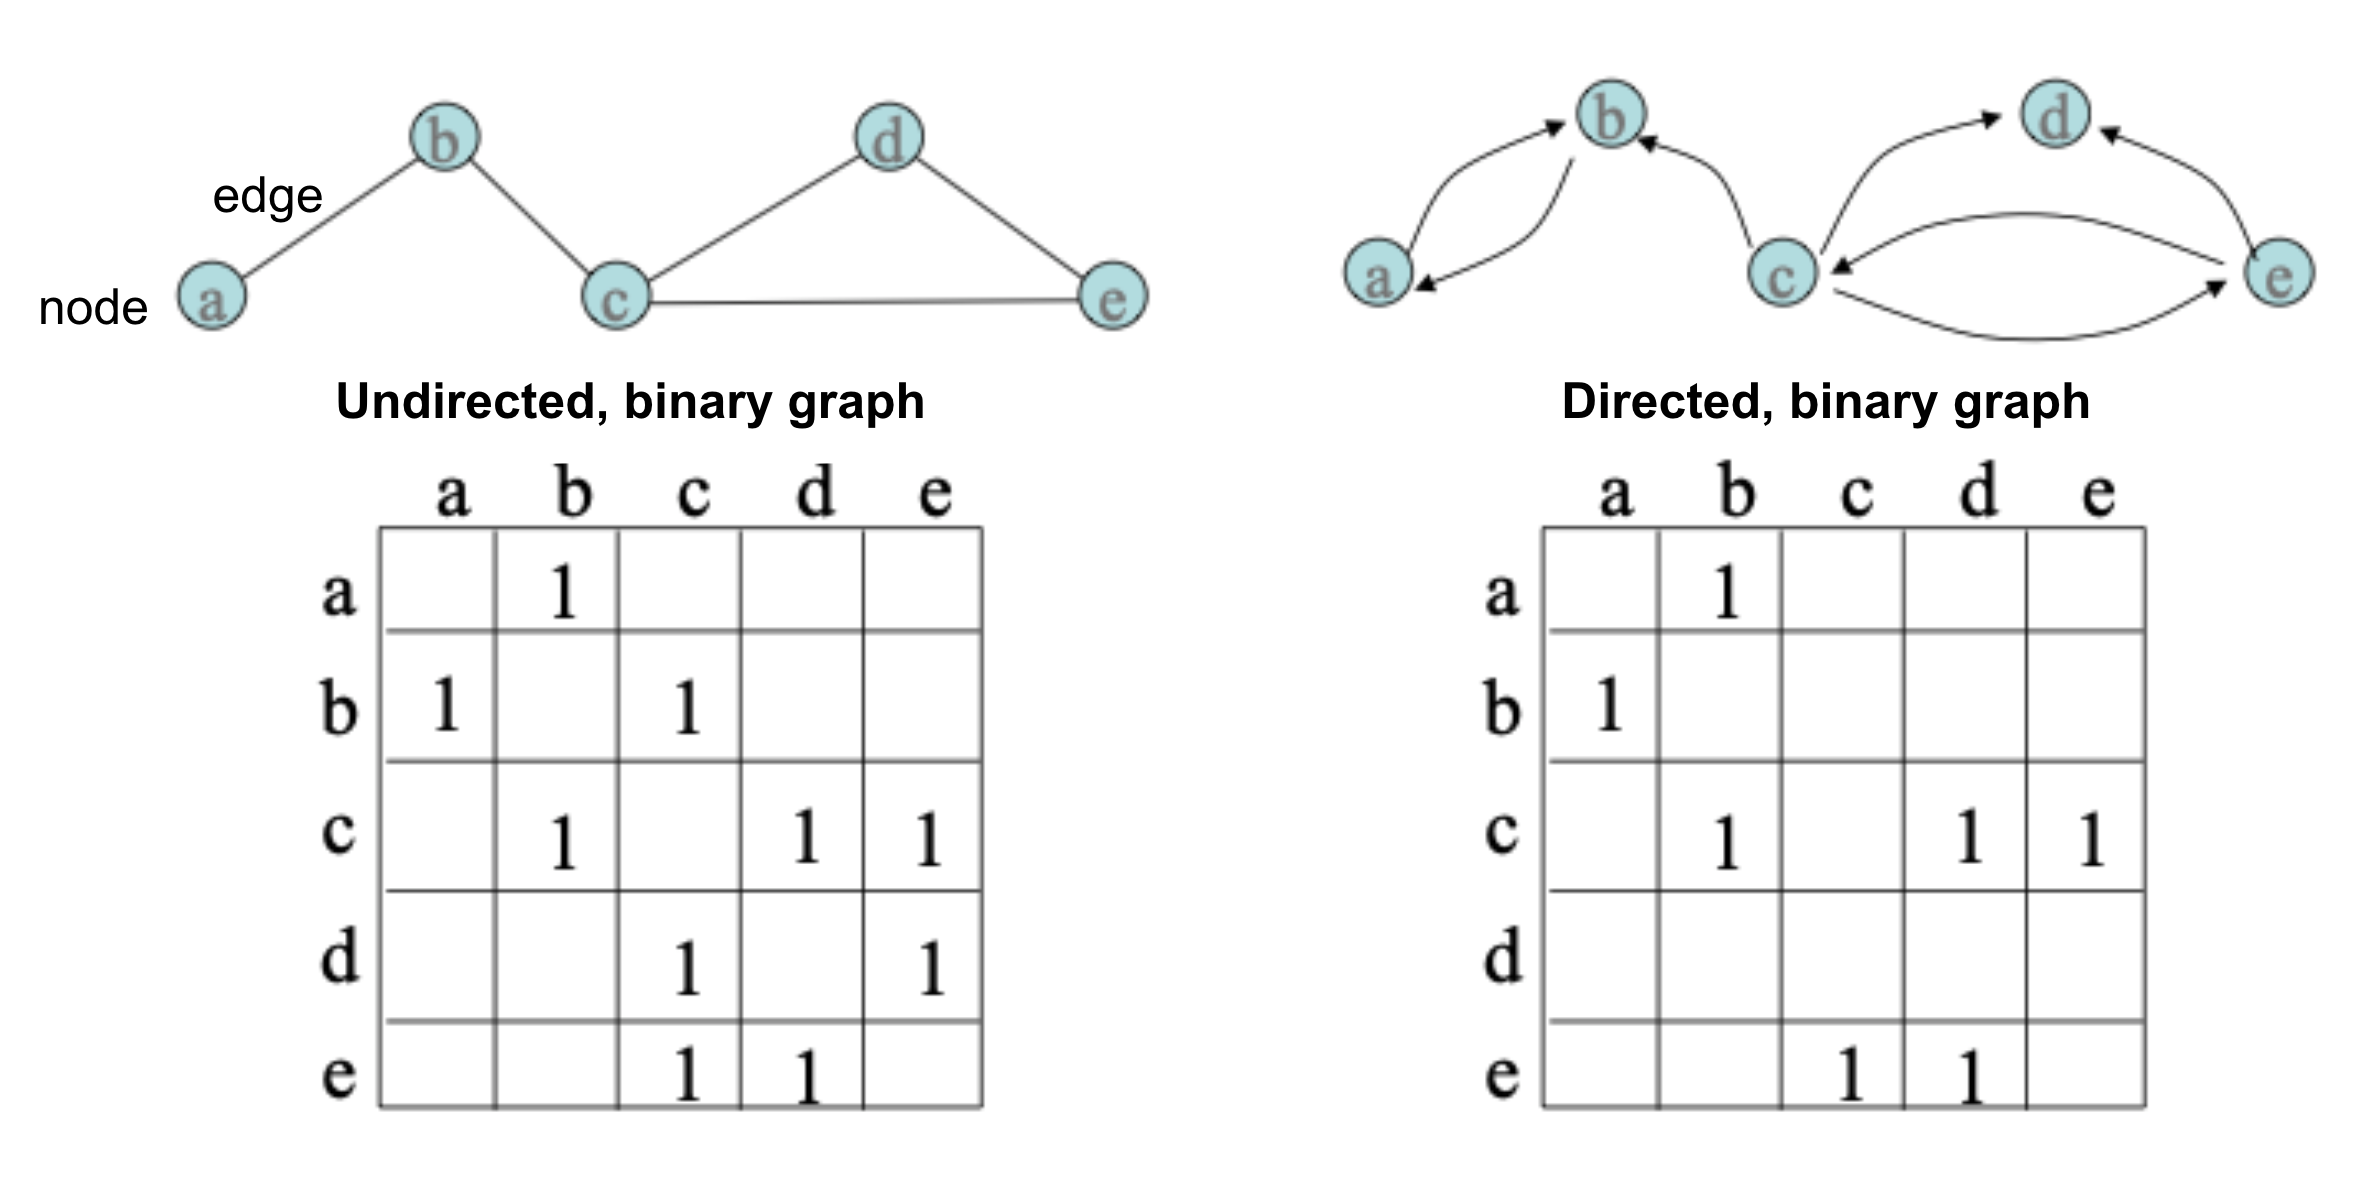 b d
edge
node a c e
Undirected, binary graph
a b c d e
a 1
b 1 1
c 1 1 1
d 1 1
e 1 1
b d
a c e
Directed, binary graph
a b c d e
a 1
b 1
c 1 1 1
d
e 1 1